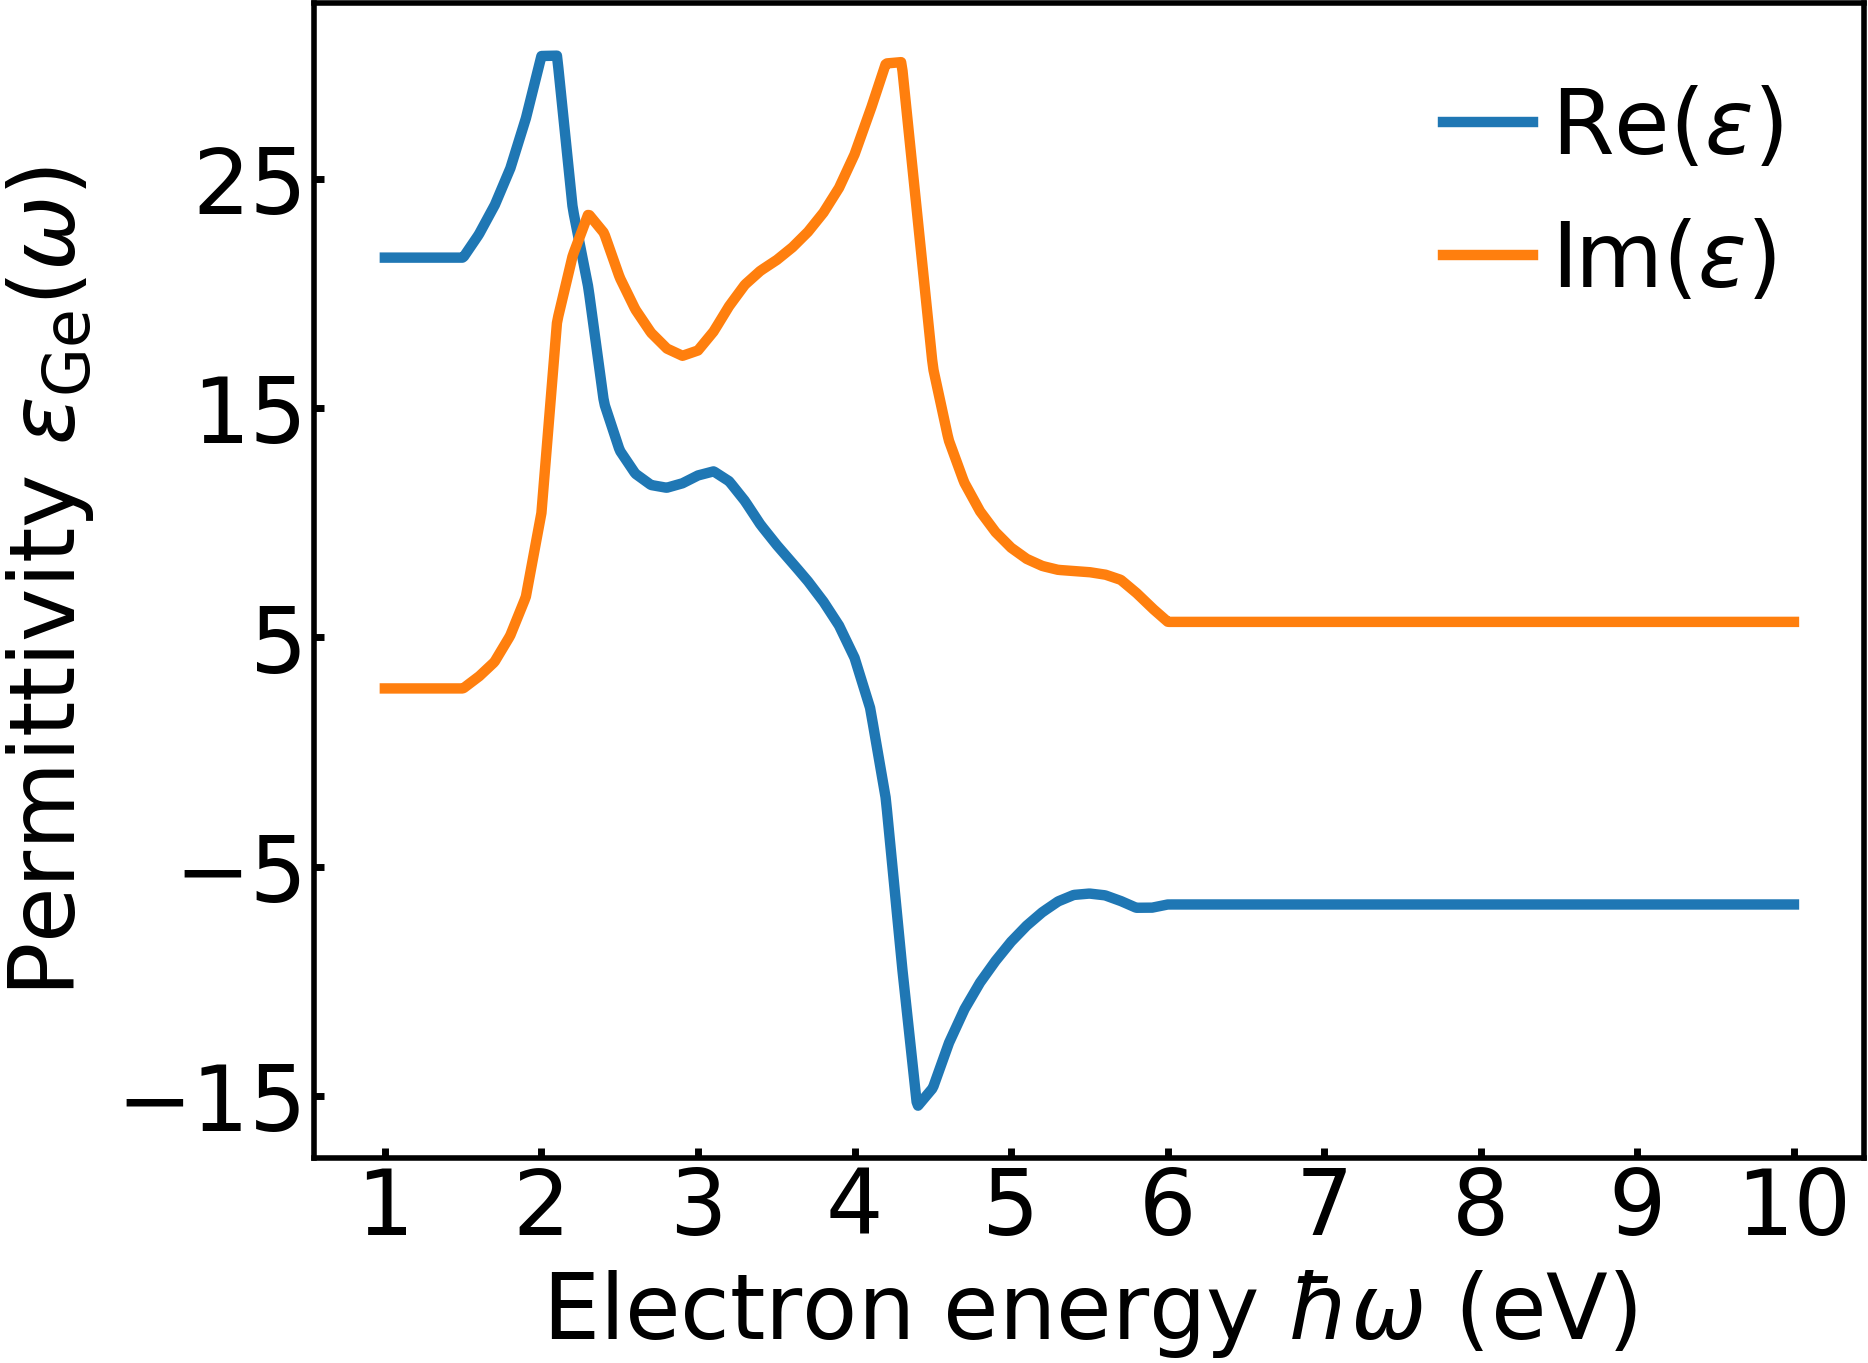 Permittivity ε_Ge(ω)
25
15
5
−5
−15
Re(ε)
Im(ε)
1 2 3 4 5 6 7 8 9 10
Electron energy ħω (eV)